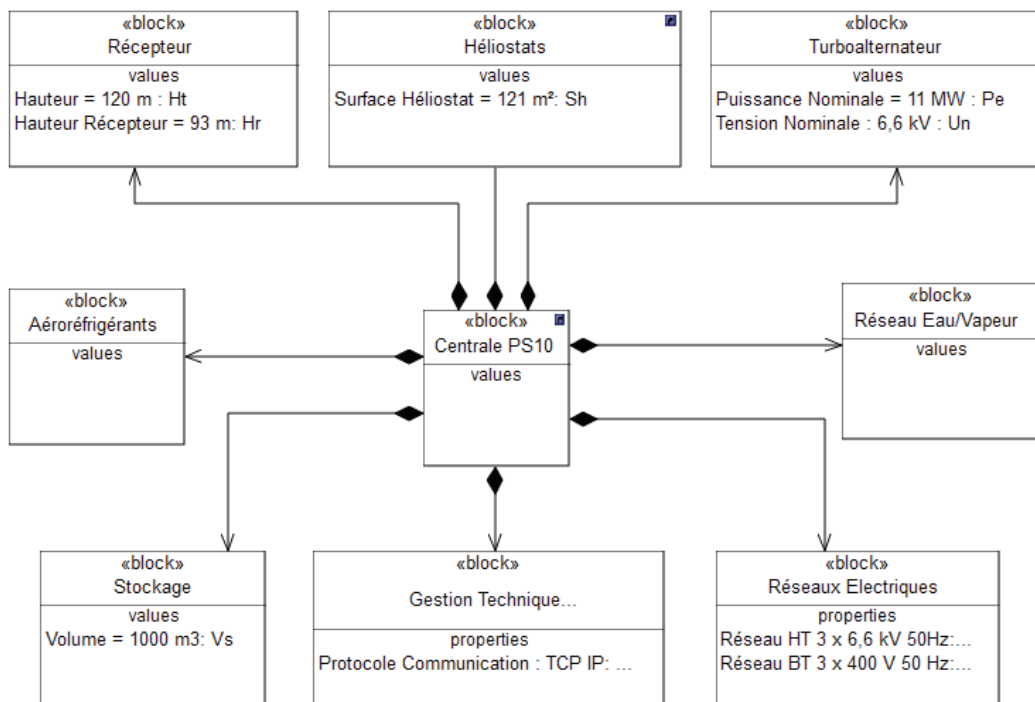 «block»
Récepteur
values
Hauteur = 120 m : Ht
Hauteur Récepteur = 93 m: Hr
«block»
Héliostats
values
Surface Héliostat = 121 m²: Sh
«block»
Turboalternateur
values
Puissance Nominale = 11 MW : Pe
Tension Nominale : 6,6 kV : Un
«block»
Aéroréfrigérants
values
«block»
Centrale PS10
values
«block»
Réseau Eau/Vapeur
values
«block»
Stockage
values
Volume = 1000 m3: Vs
«block»
Gestion Technique...
properties
Protocole Communication : TCP IP: ...
«block»
Réseaux Electriques
properties
Réseau HT 3 x 6,6 kV 50Hz:...
Réseau BT 3 x 400 V 50 Hz:...